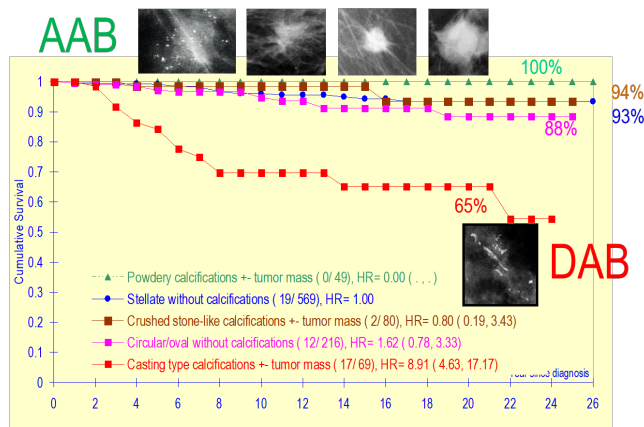 AAB
100%
94%
93%
88%
65%
DAB
Cumulative Survival
1
0.9
0.8
0.7
0.6
0.5
0.4
0.3
0.2
0.1
0
Powdery calcifications +- tumor mass ( 0/ 49), HR= 0.00 ( . , . )
Stellate without calcifications ( 19/ 569), HR= 1.00
Crushed stone-like calcifications +- tumor mass ( 2/ 80), HR= 0.80 ( 0.19, 3.43)
Circular/oval without calcifications ( 12/ 216), HR= 1.62 ( 0.78, 3.33)
Casting type calcifications +- tumor mass ( 17/ 69), HR= 8.91 ( 4.63, 17.17)
since diagnosis
0 2 4 6 8 10 12 14 16 18 20 22 24 26